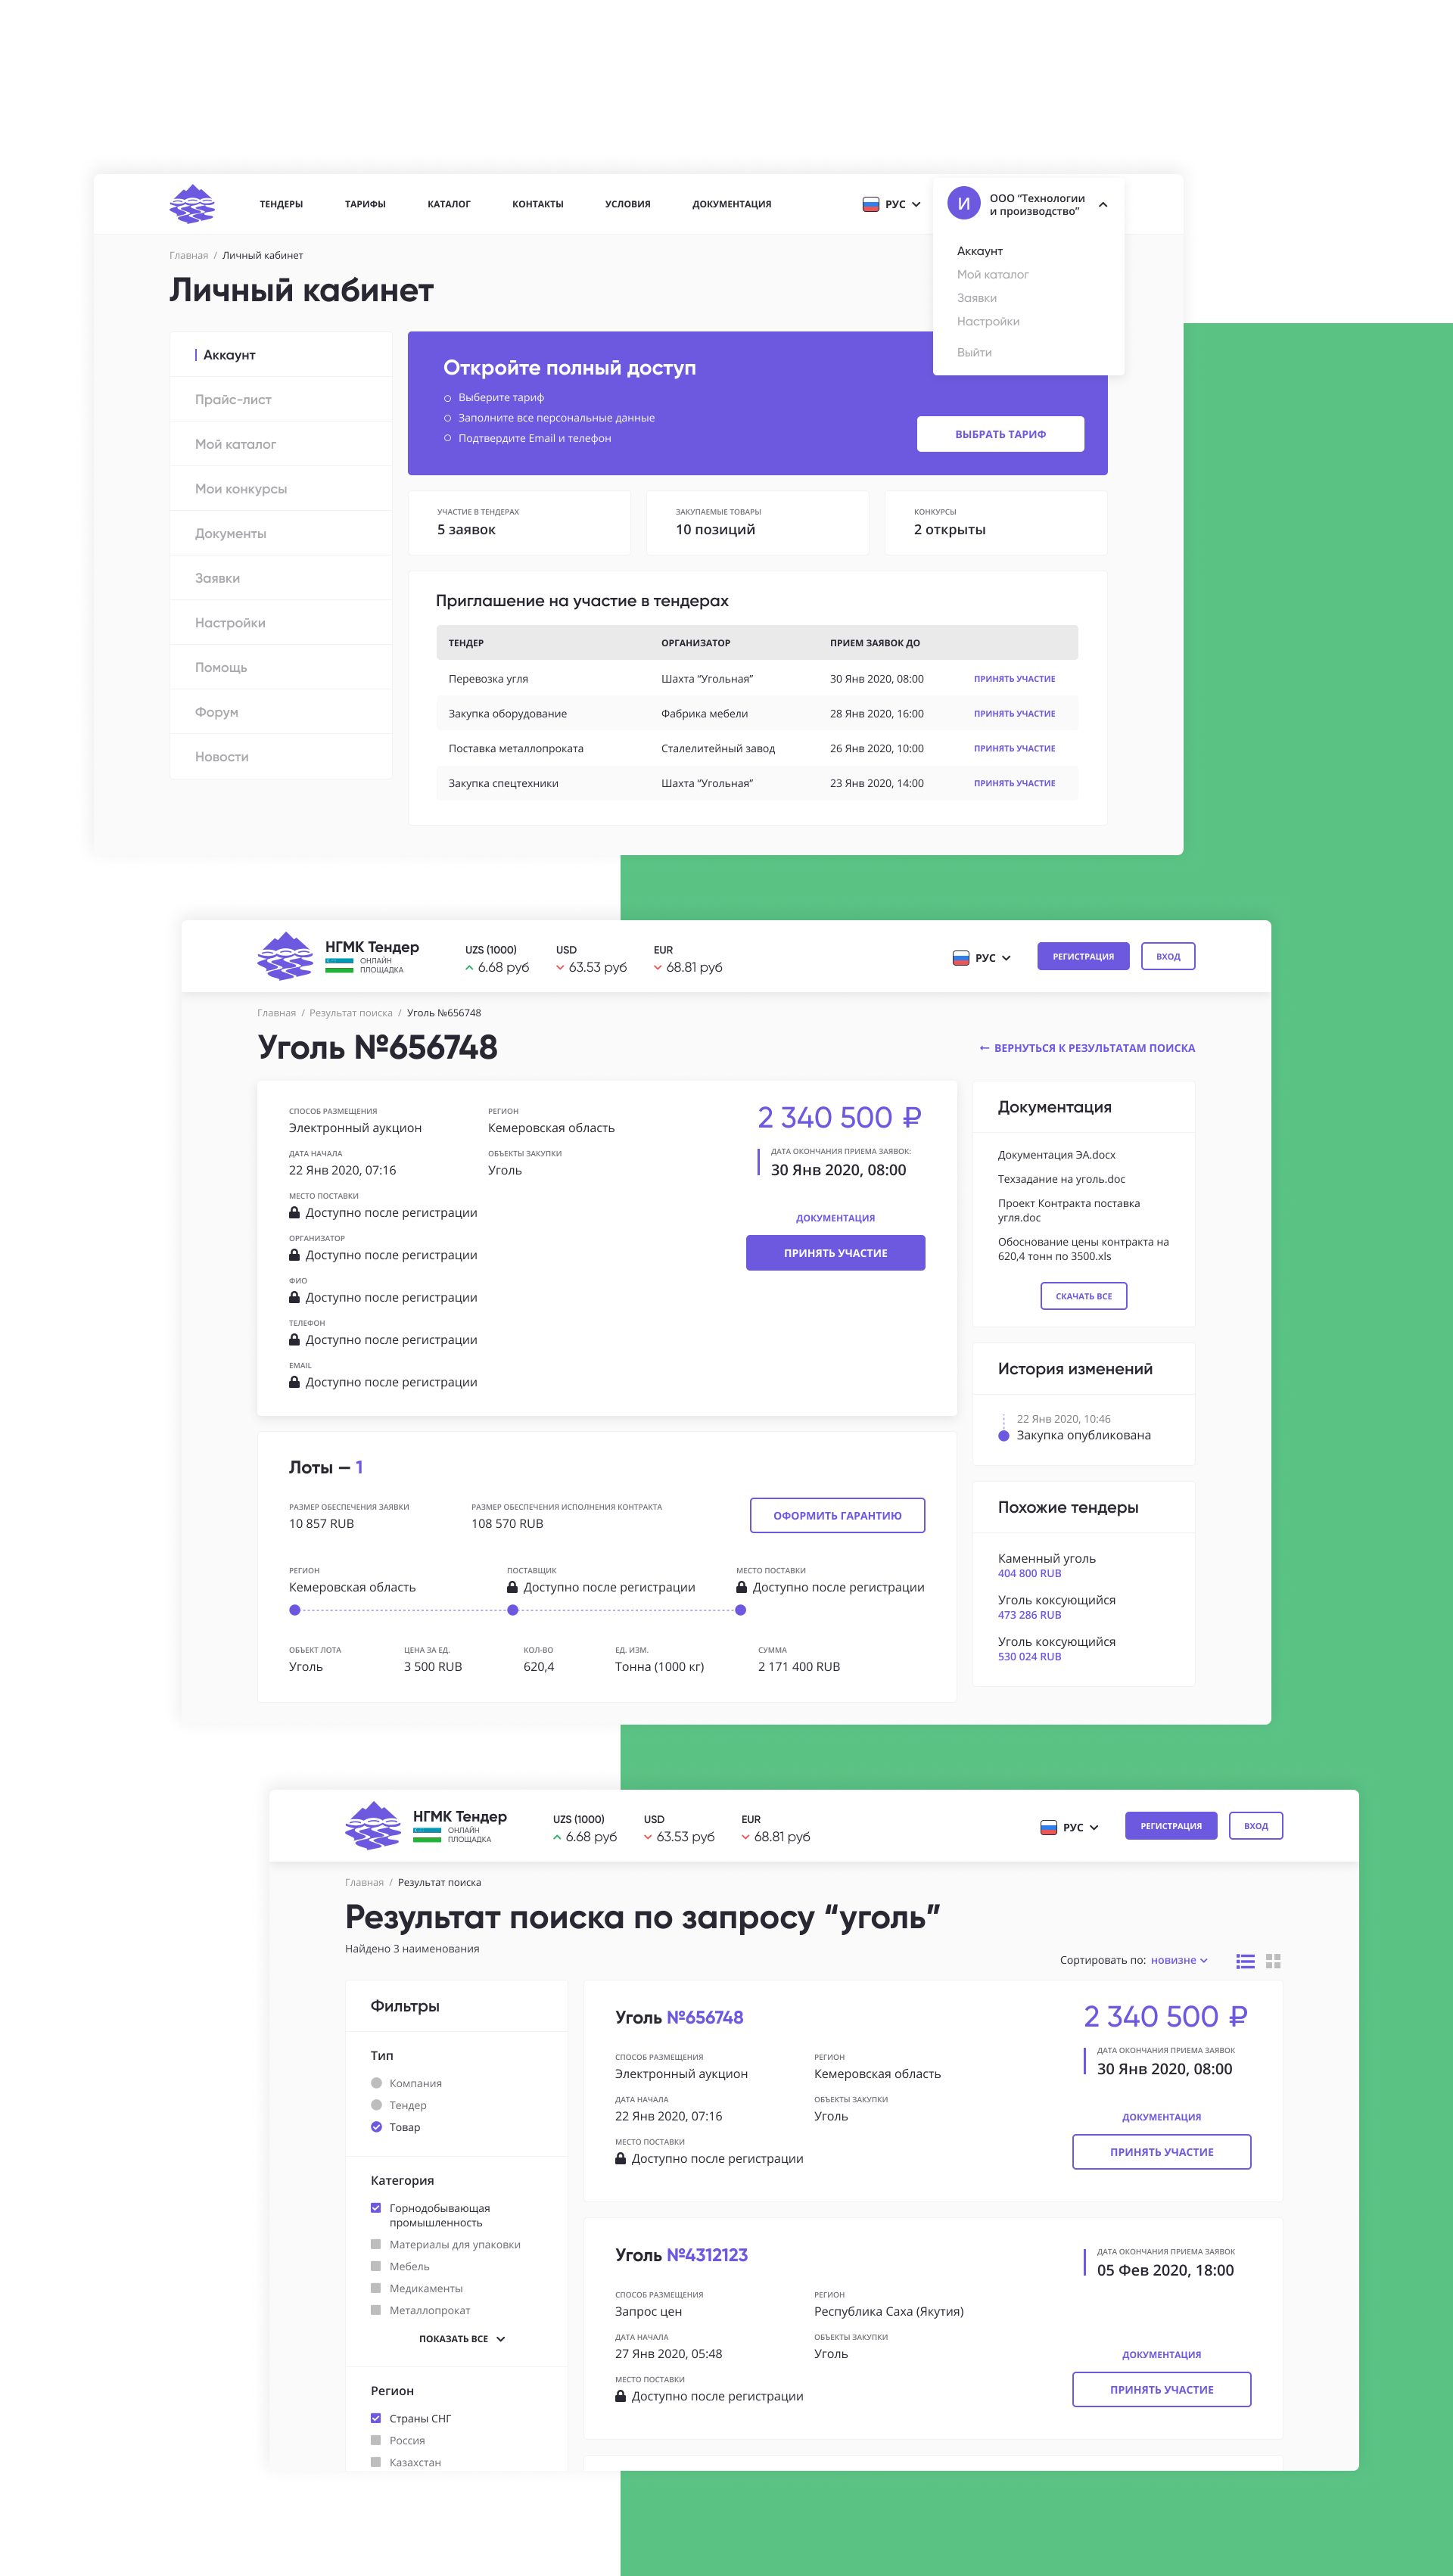 ТЕНДЕРЫ ТАРИФЫ КАТАЛОГ КОНТАКТЫ УСЛОВИЯ ДОКУМЕНТАЦИЯ РУС
И
ООО “Технологии
и производство”
Аккаунт
Мой каталог
Заявки
Настройки
Выйти
Главная / Личный кабинет
Личный кабинет
Аккаунт
Прайс-лист
Мой каталог
Мои конкурсы
Документы
Заявки
Настройки
Помощь
Форум
Новости
Откройте полный доступ
Выберите тариф
Заполните все персональные данные
Подтвердите Email и телефон
ВЫБРАТЬ ТАРИФ
УЧАСТИЕ В ТЕНДЕРАХ
5 заявок
ЗАКУПАЕМЫЕ ТОВАРЫ
10 позиций
КОНКУРСЫ
2 открыты
Приглашение на участие в тендерах
ТЕНДЕР ОРГАНИЗАТОР ПРИЕМ ЗАЯВОК ДО
Перевозка угля Шахта “Угольная” 30 Янв 2020, 08:00 ПРИНЯТЬ УЧАСТИЕ
Закупка оборудование Фабрика мебели 28 Янв 2020, 16:00 ПРИНЯТЬ УЧАСТИЕ
Поставка металлопроката Сталелитейный завод 26 Янв 2020, 10:00 ПРИНЯТЬ УЧАСТИЕ
Закупка спецтехники Шахта “Угольная” 23 Янв 2020, 14:00 ПРИНЯТЬ УЧАСТИЕ
НГМК Тендер
ОНЛАЙН
ПЛОЩАДКА
UZS (1000) USD EUR
6.68 руб 63.53 руб 68.81 руб
РУС РЕГИСТРАЦИЯ ВХОД
Главная / Результат поиска / Уголь №656748
Уголь №656748
← ВЕРНУТЬСЯ К РЕЗУЛЬТАТАМ ПОИСКА
СПОСОБ РАЗМЕЩЕНИЯ РЕГИОН
Электронный аукцион Кемеровская область
ДАТА НАЧАЛА ОБЪЕКТЫ ЗАКУПКИ
22 Янв 2020, 07:16 Уголь
МЕСТО ПОСТАВКИ
Доступно после регистрации
ОРГАНИЗАТОР
Доступно после регистрации
ФИО
Доступно после регистрации
ТЕЛЕФОН
Доступно после регистрации
EMAIL
Доступно после регистрации
2 340 500 ₽
ДАТА ОКОНЧАНИЯ ПРИЕМА ЗАЯВОК:
30 Янв 2020, 08:00
ДОКУМЕНТАЦИЯ
ПРИНЯТЬ УЧАСТИЕ
Документация
Документация ЭА.docx
Техзадание на уголь.doc
Проект Контракта поставка
угля.doc
Обоснование цены контракта на
620,4 тонн по 3500.xls
СКАЧАТЬ ВСЕ
История изменений
22 Янв 2020, 10:46
Закупка опубликована
Похожие тендеры
Каменный уголь
404 800 RUB
Уголь коксующийся
473 286 RUB
Уголь коксующийся
530 024 RUB
Лоты — 1
РАЗМЕР ОБЕСПЕЧЕНИЯ ЗАЯВКИ РАЗМЕР ОБЕСПЕЧЕНИЯ ИСПОЛНЕНИЯ КОНТРАКТА
10 857 RUB 108 570 RUB
ОФОРМИТЬ ГАРАНТИЮ
РЕГИОН ПОСТАВЩИК МЕСТО ПОСТАВКИ
Кемеровская область Доступно после регистрации Доступно после регистрации
ОБЪЕКТ ЛОТА ЦЕНА ЗА ЕД. КОЛ-ВО ЕД. ИЗМ. СУММА
Уголь 3 500 RUB 620,4 Тонна (1000 кг) 2 171 400 RUB
НГМК Тендер
ОНЛАЙН
ПЛОЩАДКА
UZS (1000) USD EUR
6.68 руб 63.53 руб 68.81 руб
РУС РЕГИСТРАЦИЯ ВХОД
Главная / Результат поиска
Результат поиска по запросу “уголь”
Найдено 3 наименования
Сортировать по: новизне
Фильтры
Тип
Компания
Тендер
Товар
Категория
Горнодобывающая
промышленность
Материалы для упаковки
Мебель
Медикаменты
Металлопрокат
ПОКАЗАТЬ ВСЕ
Регион
Страны СНГ
Россия
Казахстан
Уголь №656748
СПОСОБ РАЗМЕЩЕНИЯ РЕГИОН
Электронный аукцион Кемеровская область
ДАТА НАЧАЛА ОБЪЕКТЫ ЗАКУПКИ
22 Янв 2020, 07:16 Уголь
МЕСТО ПОСТАВКИ
Доступно после регистрации
2 340 500 ₽
ДАТА ОКОНЧАНИЯ ПРИЕМА ЗАЯВОК
30 Янв 2020, 08:00
ДОКУМЕНТАЦИЯ
ПРИНЯТЬ УЧАСТИЕ
Уголь №4312123
СПОСОБ РАЗМЕЩЕНИЯ РЕГИОН
Запрос цен Республика Саха (Якутия)
ДАТА НАЧАЛА ОБЪЕКТЫ ЗАКУПКИ
27 Янв 2020, 05:48 Уголь
МЕСТО ПОСТАВКИ
Доступно после регистрации
ДАТА ОКОНЧАНИЯ ПРИЕМА ЗАЯВОК
05 Фев 2020, 18:00
ДОКУМЕНТАЦИЯ
ПРИНЯТЬ УЧАСТИЕ